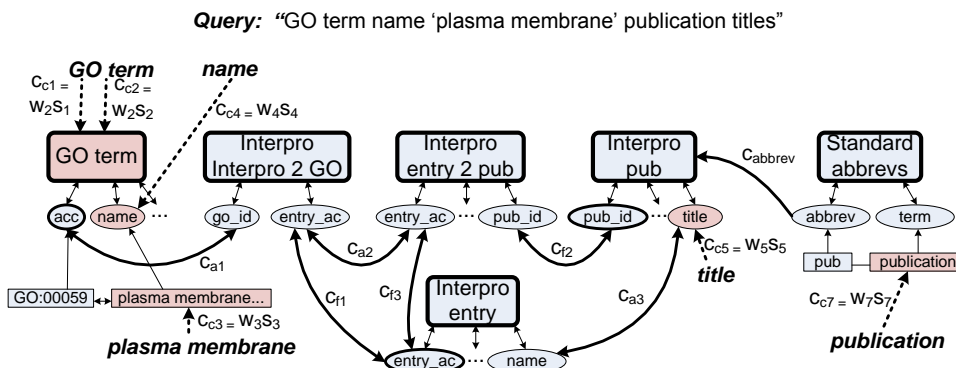 Query: “GO term name ‘plasma membrane’ publication titles”
GO term
name
Cc1 =
W2S1
Cc2 =
W2S2
Cc4 = W4S4
GO term
Interpro
Interpro 2 GO
Interpro
entry 2 pub
Interpro
pub
Cabbrev
Standard
abbrevs
acc
name
...
go_id
entry_ac
entry_ac
...
pub_id
pub_id
...
title
abbrev
term
Ca1
Ca2
Cf2
Cc5 = W5S5
title
pub
publication
GO:00059
plasma membrane...
Cf1
Cf3
Interpro
entry
Ca3
Cc7 = W7S7
Cc3 = W3S3
plasma membrane
publication
entry_ac
...
name